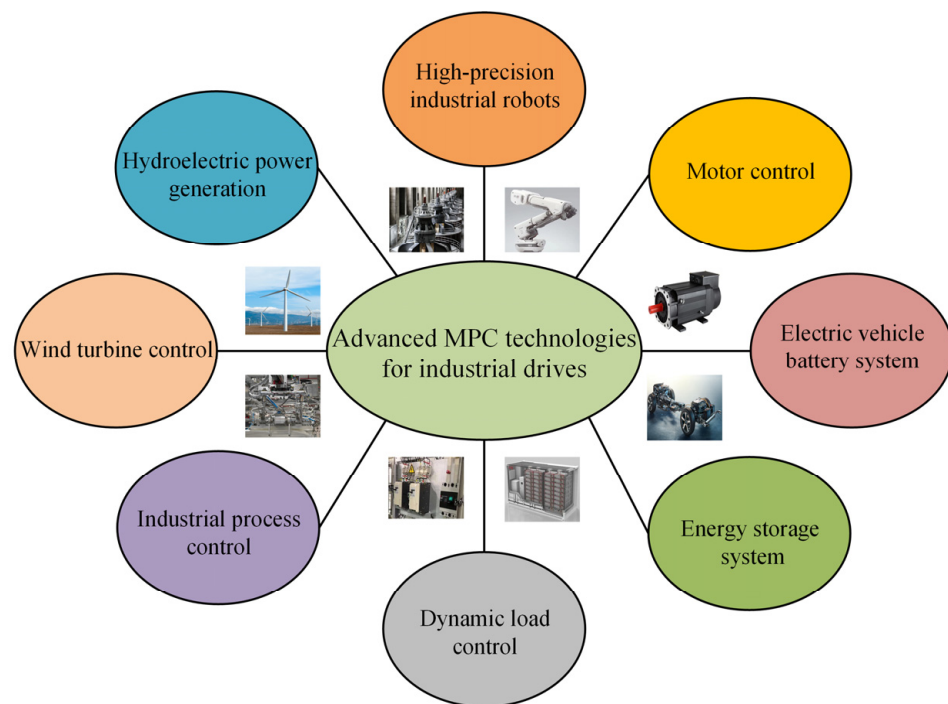 High-precision
industrial robots
Hydroelectric power
generation
Motor control
Wind turbine control
Advanced MPC technologies
for industrial drives
Electric vehicle
battery system
Industrial process
control
Energy storage
system
Dynamic load
control